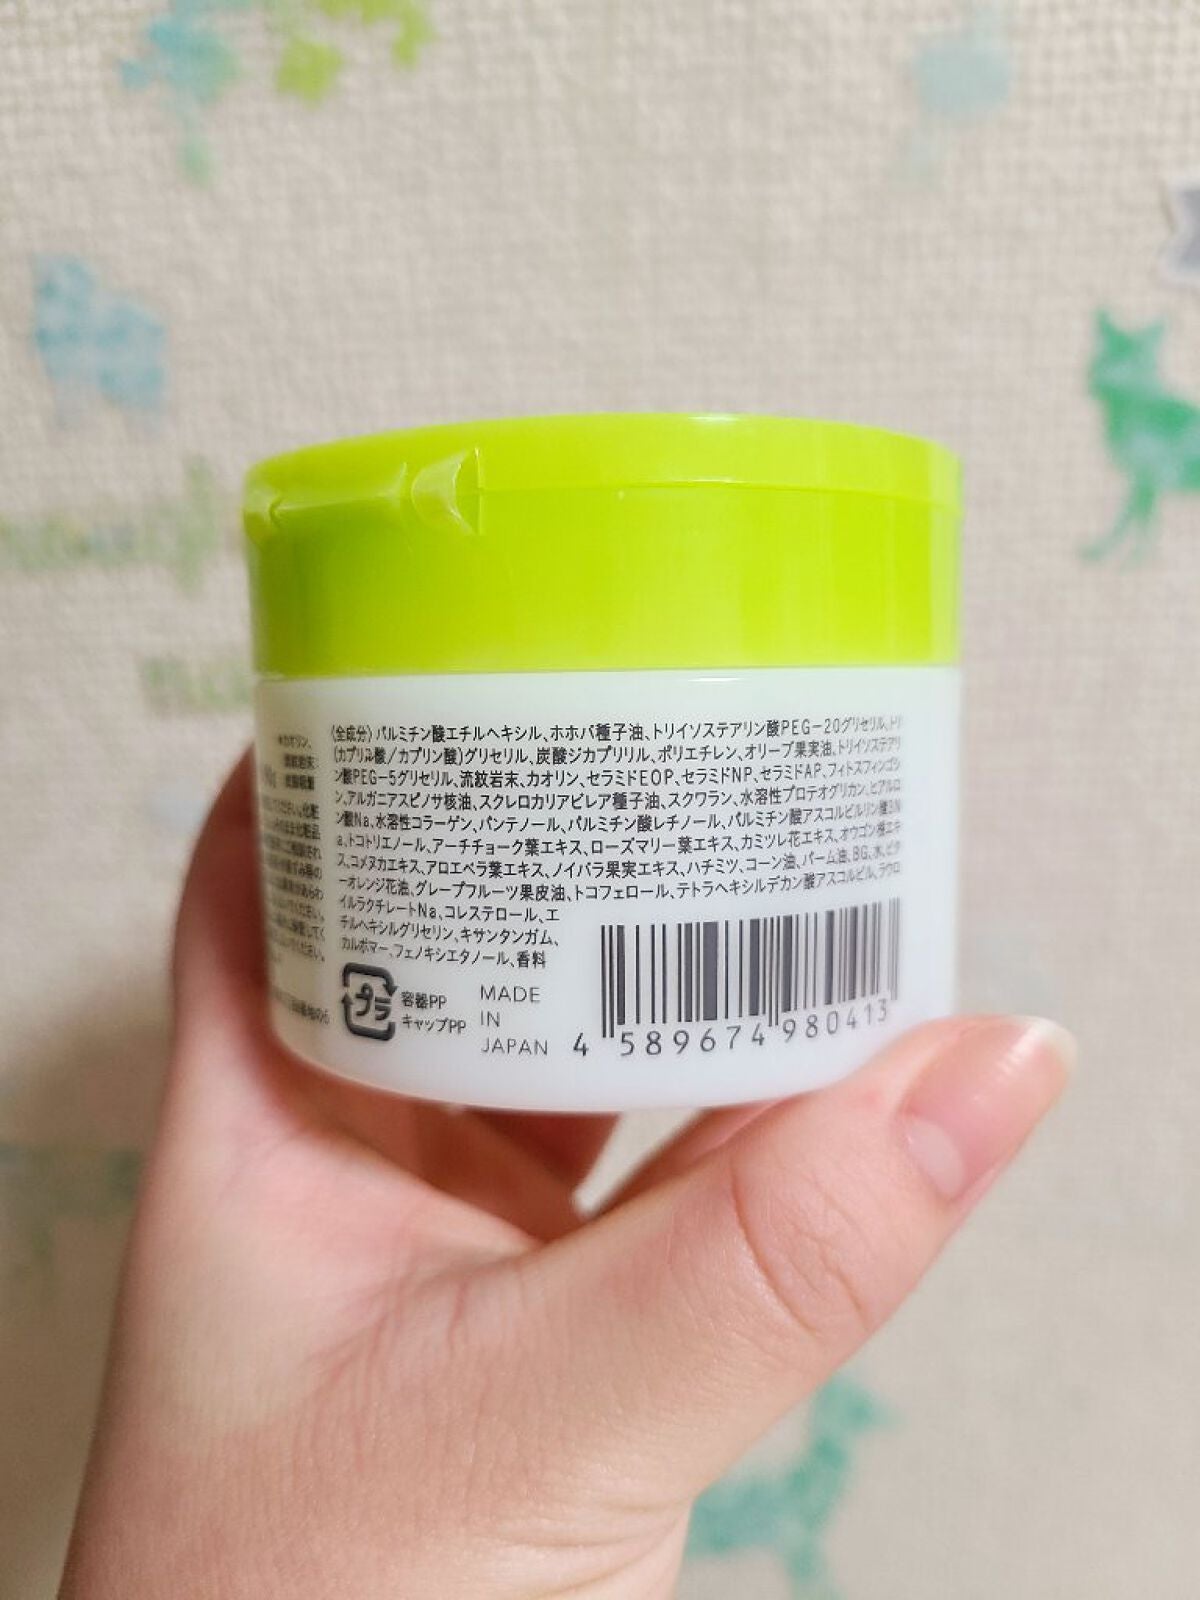 ＊カオリン、
〈全成分〉パルミチン酸エチルヘキシル、ホホバ種子油、トリイソステアリン酸PEG-20グリセリル、トリ
(カプリル酸／カプリン酸)グリセリル、炭酸ジカプリリル、ポリエチレン、オリーブ果実油、トリイソステアリ
ン酸PEG-5グリセリル、流紋岩末、カオリン、セラミドEOP、セラミドNP、セラミドAP、フィトスフィンゴシ
ン、アルガニアスピノサ核油、スクレロカリアビレア種子油、スクワラン、水溶性プロテオグリカン、ヒアルロ
ン酸Na、水溶性コラーゲン、パンテノール、パルミチン酸レチノール、パルミチン酸アスコルビルリン酸3N
a、トコトリエノール、アーチチョーク葉エキス、ローズマリー葉エキス、カミツレ花エキス、オウゴン根エキ
ス、コメヌカエキス、アロエベラ葉エキス、ノイバラ果実エキス、ハチミツ、コーン油、パーム油、BG、水、ビタ
ーオレンジ花油、グレープフルーツ果皮油、トコフェロール、テトラヘキシルデカン酸アスコルビル、ラウロ
イルラクチレートNa、コレステロール、エ
チルヘキシルグリセリン、キサンタンガム、
カルボマー、フェノキシエタノール、香料
プラ
容器PP
キャップPP
MADE
IN
JAPAN
4 589674 980413